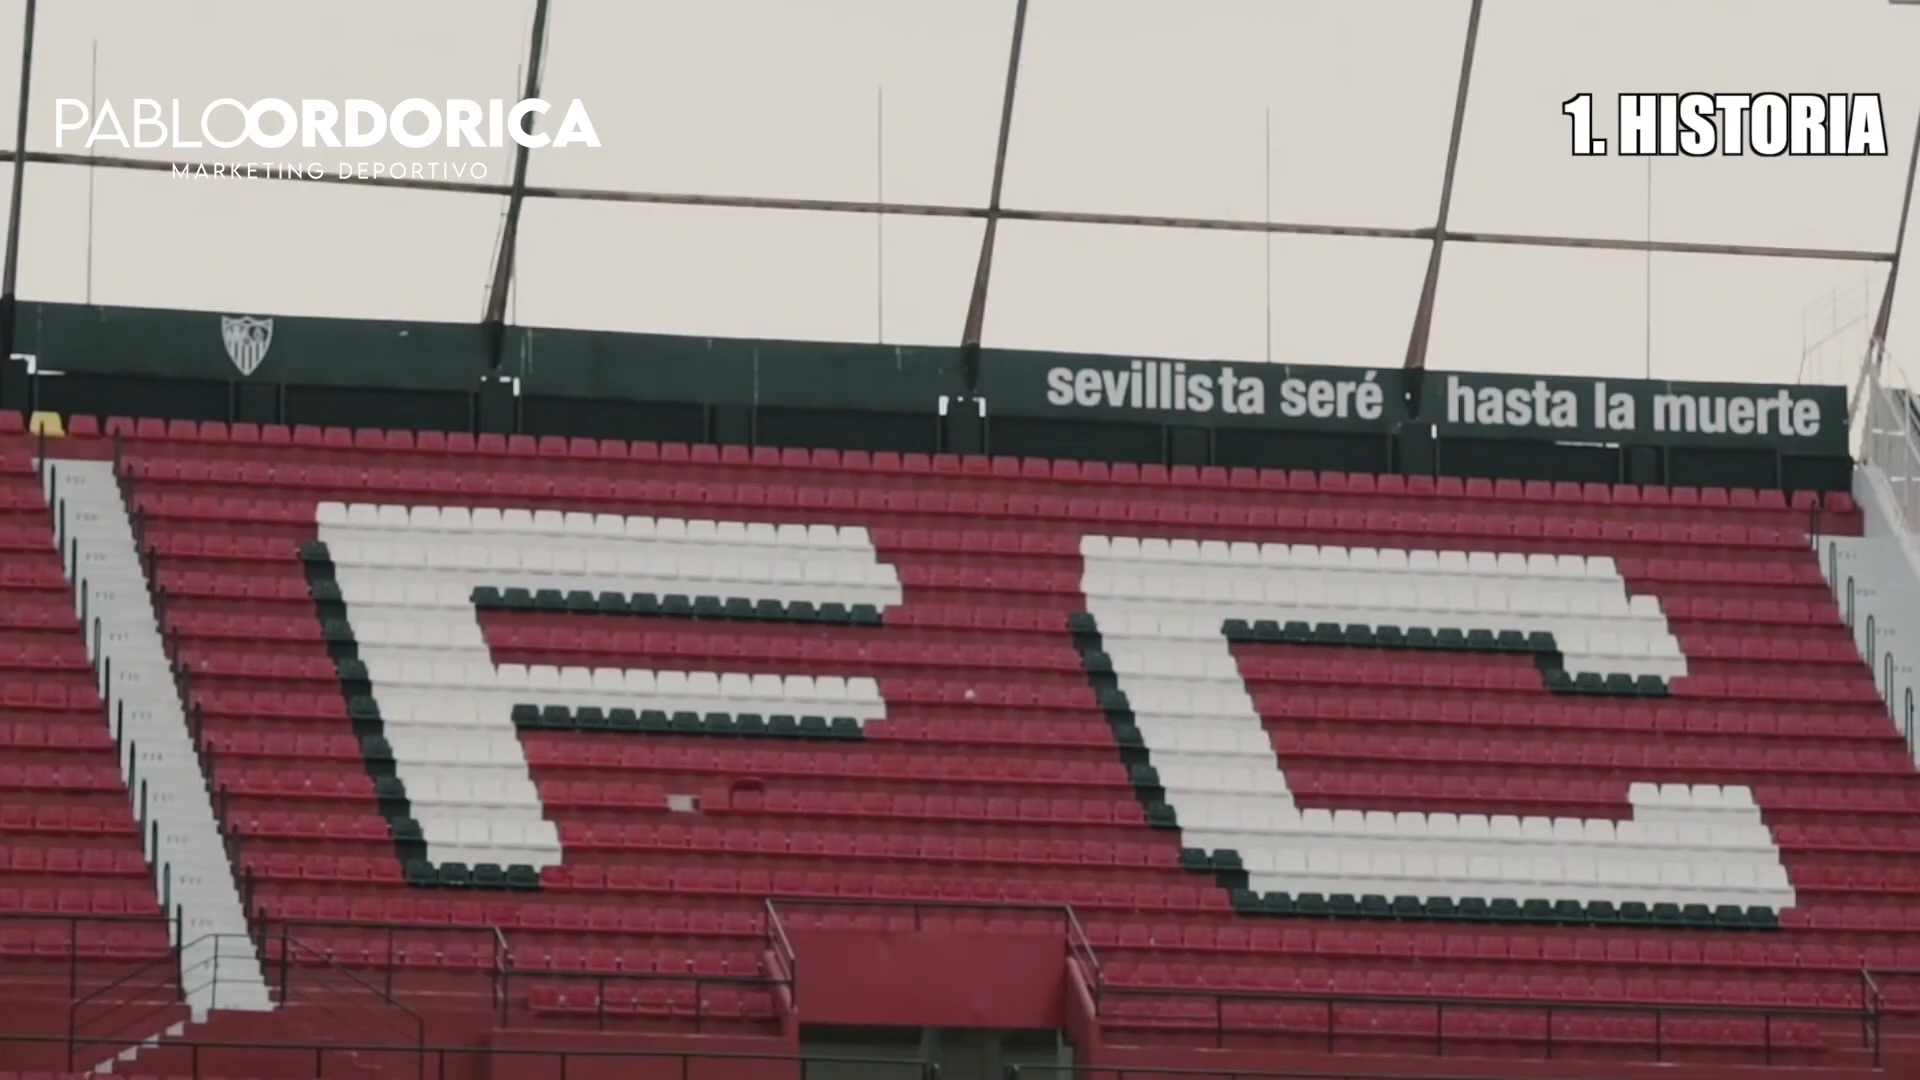 PABLOORDORICA
MARKETING DEPORTIVO
1. HISTORIA
sevillista seré hasta la muerte
FC